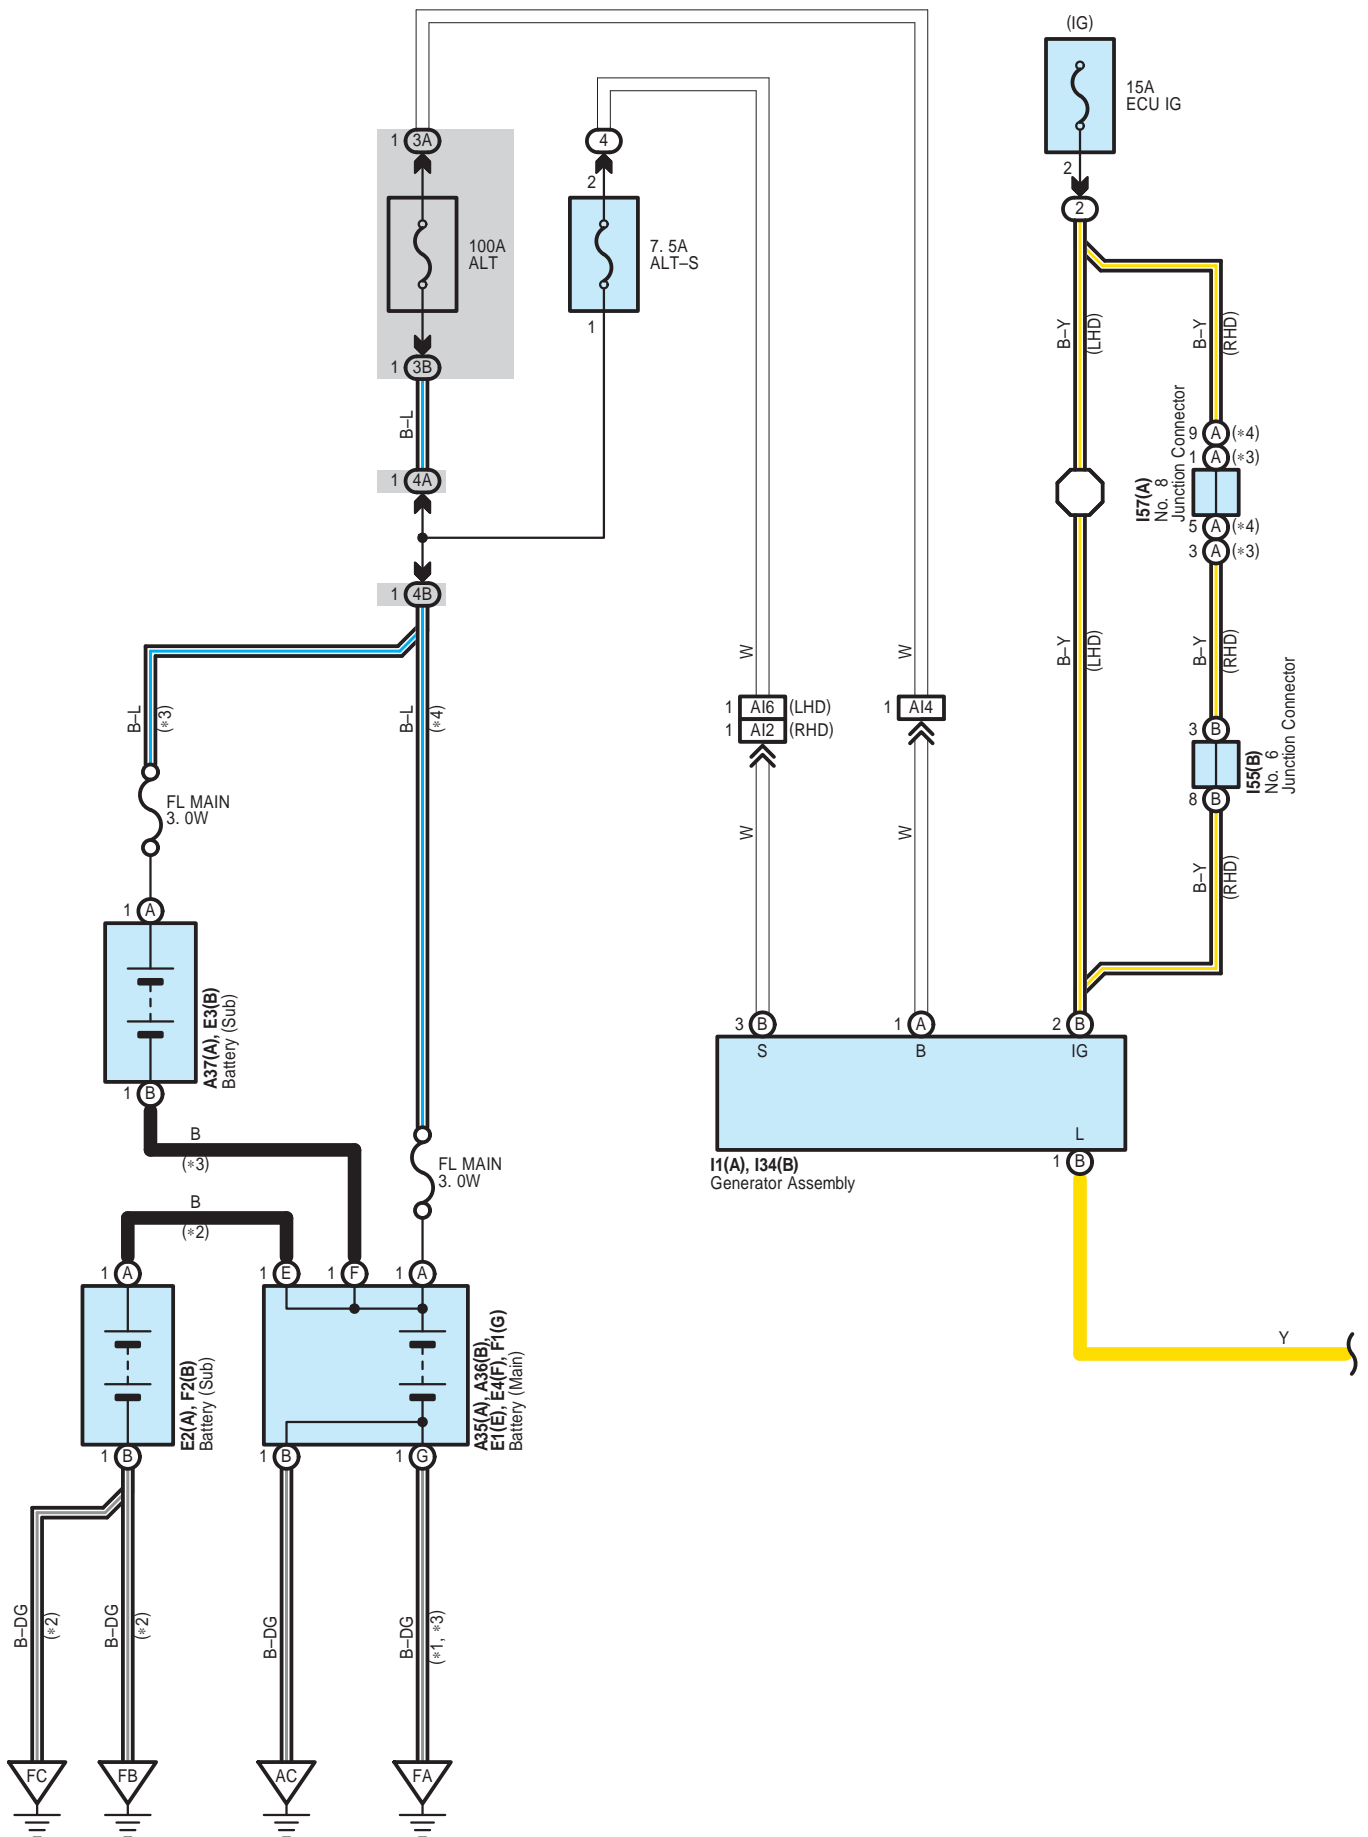 (IG)
15A
ECU IG
2
2
1 3A
4
2
100A
ALT
7. 5A
ALT–S
1
1 3B
B–L
1 4A
1 4B
B–Y
(LHD)
B–Y
(RHD)
9 A (*4)
1 A (*3)
I57(A)
No. 8
Junction Connector
5 A (*4)
3 A (*3)
B–Y
(LHD)
B–Y
(RHD)
W
W
B–L
(*3)
B–L
(*4)
1 AI6 (LHD)
1 AI2 (RHD)
1 AI4
3 B
I55(B)
No. 6
Junction Connector
8 B
FL MAIN
3. 0W
W
W
B–Y
(RHD)
1 A
A37(A), E3(B)
Battery (Sub)
1 B
3 B
1 A
2 B
S
B
IG
L
1 B
I1(A), I34(B)
Generator Assembly
B
(*3)
FL MAIN
3. 0W
B
(*2)
1 A
1 E
1 F
1 A
E2(A), F2(B)
Battery (Sub)
A35(A), A36(B),
E1(E), E4(F), F1(G)
Battery (Main)
Y
1 B
1 B
1 G
B–DG
(*2)
B–DG
(*2)
B–DG
B–DG
(*1, *3)
FC
FB
AC
FA